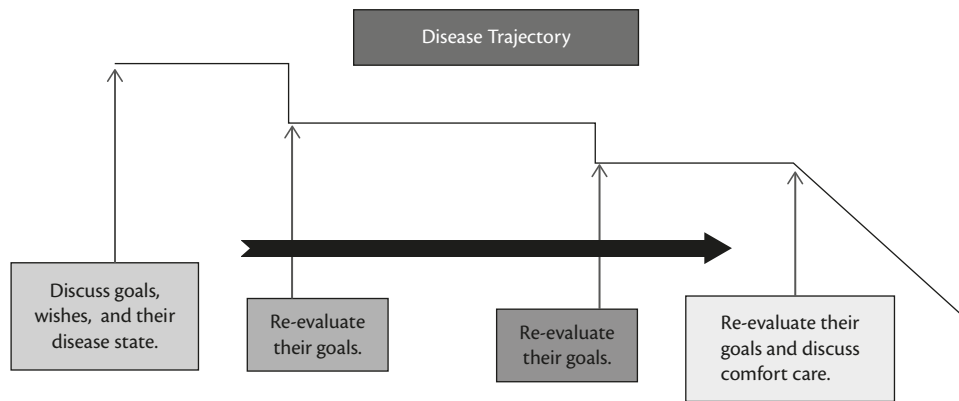 Disease Trajectory
Discuss goals,
wishes, and their
disease state.
Re-evaluate
their goals.
Re-evaluate
their goals.
Re-evaluate their
goals and discuss
comfort care.